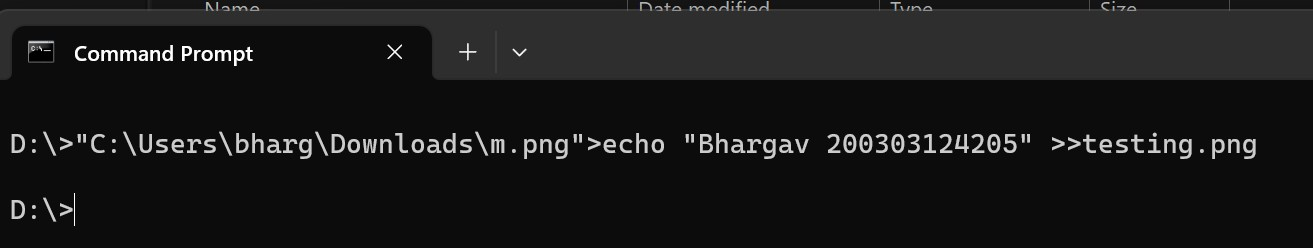 Name Date modified Type Size
Command Prompt
D:\>"C:\Users\bharg\Downloads\m.png">echo "Bhargav 200303124205" >>testing.png
D:\>